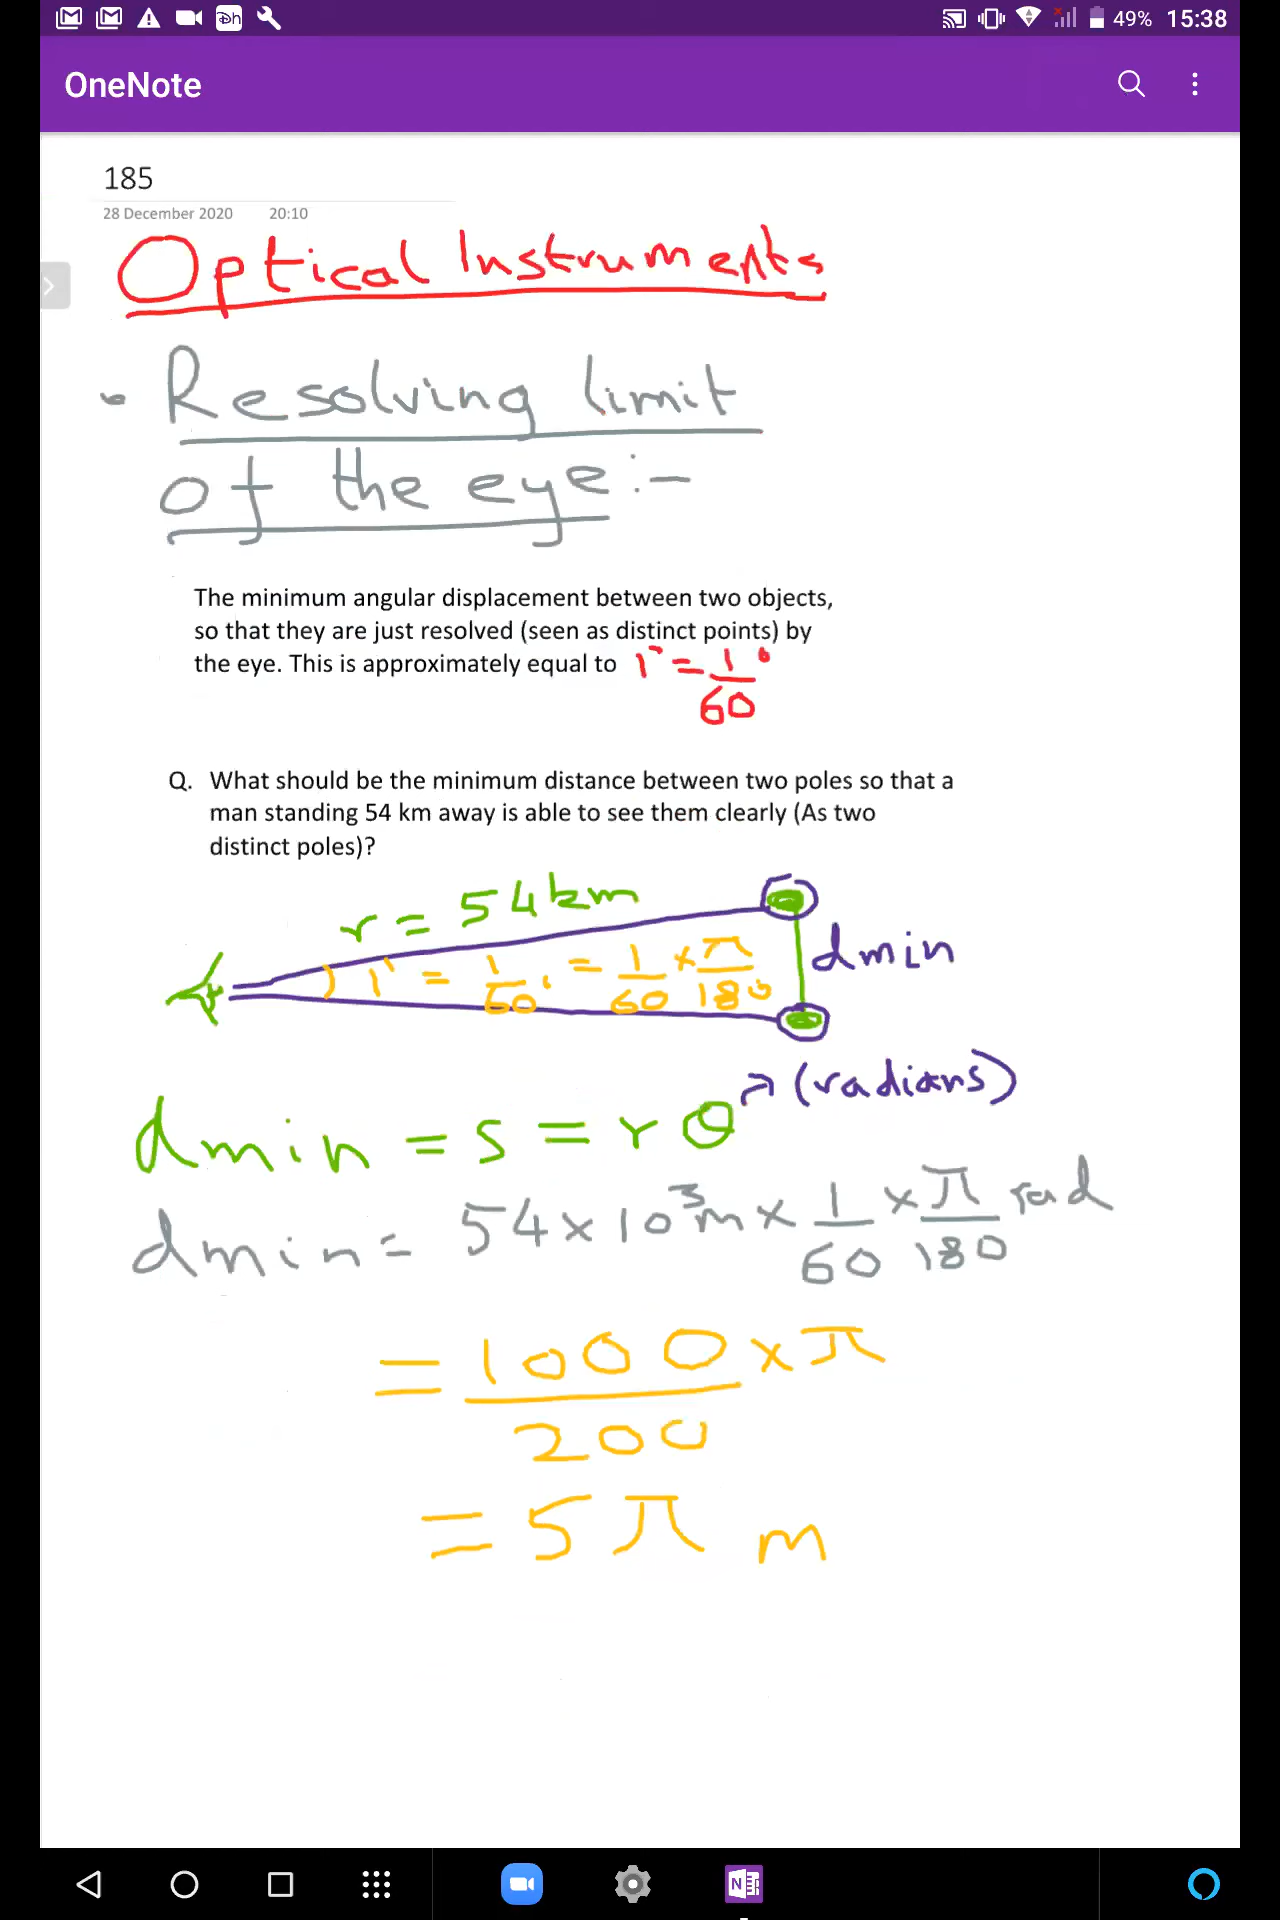 49% 15:38
OneNote
185
28 December 2020 20:10
Optical Instruments
- Resolving limit
of the eye:-
The minimum angular displacement between two objects,
so that they are just resolved (seen as distinct points) by
the eye. This is approximately equal to 1' = 1/60°
Q. What should be the minimum distance between two poles so that a
man standing 54 km away is able to see them clearly (As two
distinct poles)?
r = 54 km
1' = 1/60° = 1/60 × π/180
dmin
→ (radians)
dmin = s = r θ
dmin = 54 × 10³ m × 1/60 × π/180 rad
= 1000/200 × π
= 5 π m